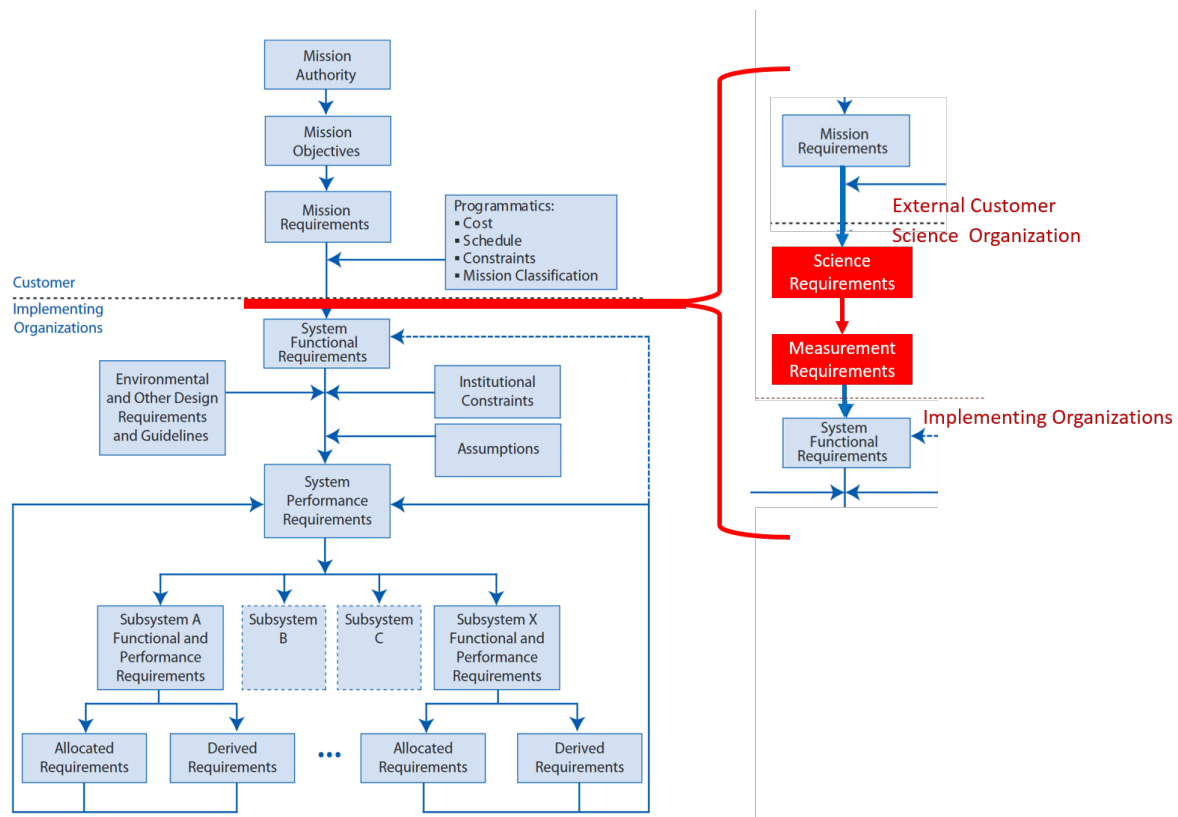 Mission
Authority
Mission
Objectives
Mission
Requirements
Programmatics:
▪ Cost
▪ Schedule
▪ Constraints
▪ Mission Classification
Customer
Implementing
Organizations
System
Functional
Requirements
Environmental
and Other Design
Requirements
and Guidelines
Institutional
Constraints
Assumptions
System
Performance
Requirements
Subsystem A
Functional and
Performance
Requirements
Subsystem
B
Subsystem
C
Subsystem X
Functional and
Performance
Requirements
Allocated
Requirements
Derived
Requirements
•••
Allocated
Requirements
Derived
Requirements
Mission
Requirements
External Customer
Science Organization
Science
Requirements
Measurement
Requirements
Implementing Organizations
System
Functional
Requirements